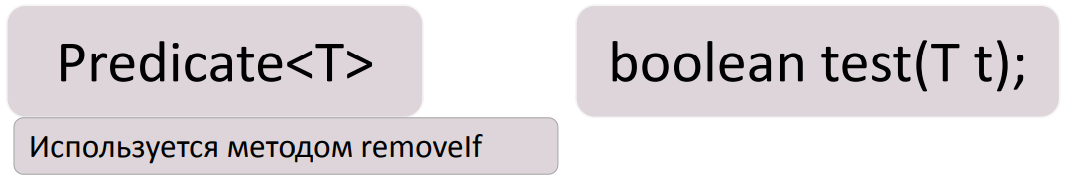 Predicate<T>
boolean test(T t);
Используется методом removeIf